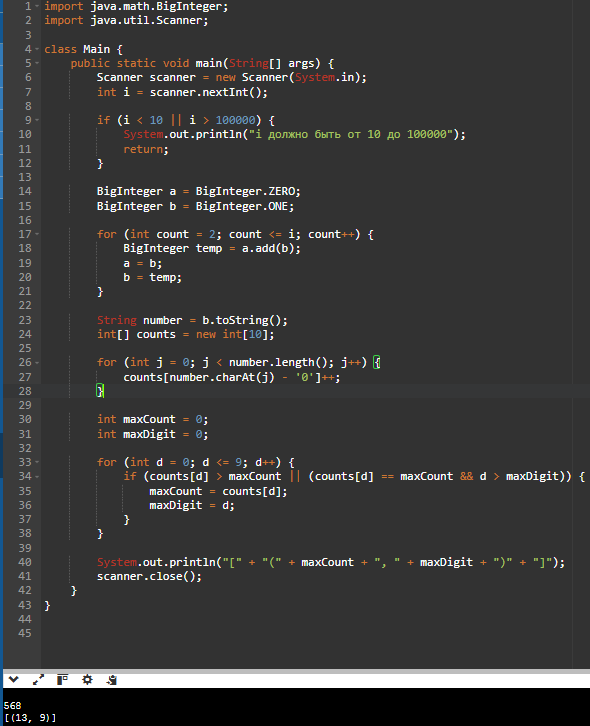 1 import java.math.BigInteger;
2 import java.util.Scanner;
3
4 class Main {
5 public static void main(String[] args) {
6 Scanner scanner = new Scanner(System.in);
7 int i = scanner.nextInt();
8
9 if (i < 10 || i > 100000) {
10 System.out.println("i должно быть от 10 до 100000");
11 return;
12 }
13
14 BigInteger a = BigInteger.ZERO;
15 BigInteger b = BigInteger.ONE;
16
17 for (int count = 2; count <= i; count++) {
18 BigInteger temp = a.add(b);
19 a = b;
20 b = temp;
21 }
22
23 String number = b.toString();
24 int[] counts = new int[10];
25
26 for (int j = 0; j < number.length(); j++) {
27 counts[number.charAt(j) - '0']++;
28 }
29
30 int maxCount = 0;
31 int maxDigit = 0;
32
33 for (int d = 0; d <= 9; d++) {
34 if (counts[d] > maxCount || (counts[d] == maxCount && d > maxDigit)) {
35 maxCount = counts[d];
36 maxDigit = d;
37 }
38 }
39
40 System.out.println("[" + "(" + maxCount + ", " + maxDigit + ")" + "]");
41 scanner.close();
42 }
43 }
44
45
568
[(13, 9)]